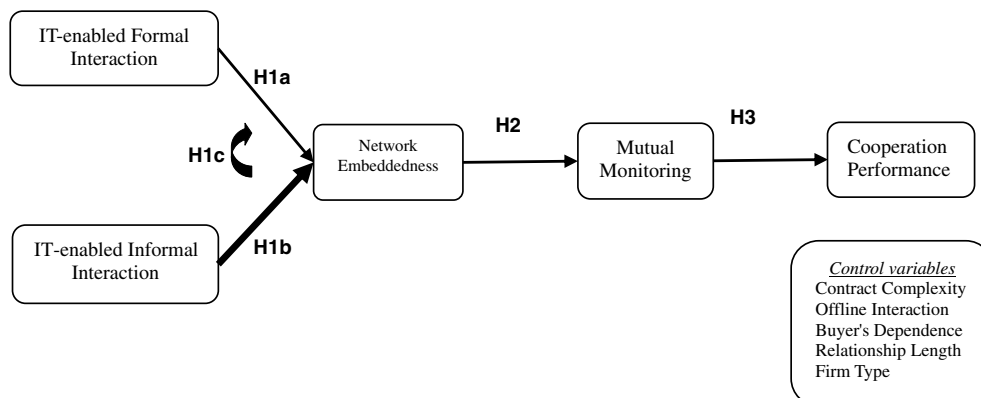 IT-enabled Formal
Interaction
H1a
H1c
Network
Embeddedness
H2
Mutual
Monitoring
H3
Cooperation
Performance
IT-enabled Informal
Interaction
H1b
Control variables
Contract Complexity
Offline Interaction
Buyer's Dependence
Relationship Length
Firm Type